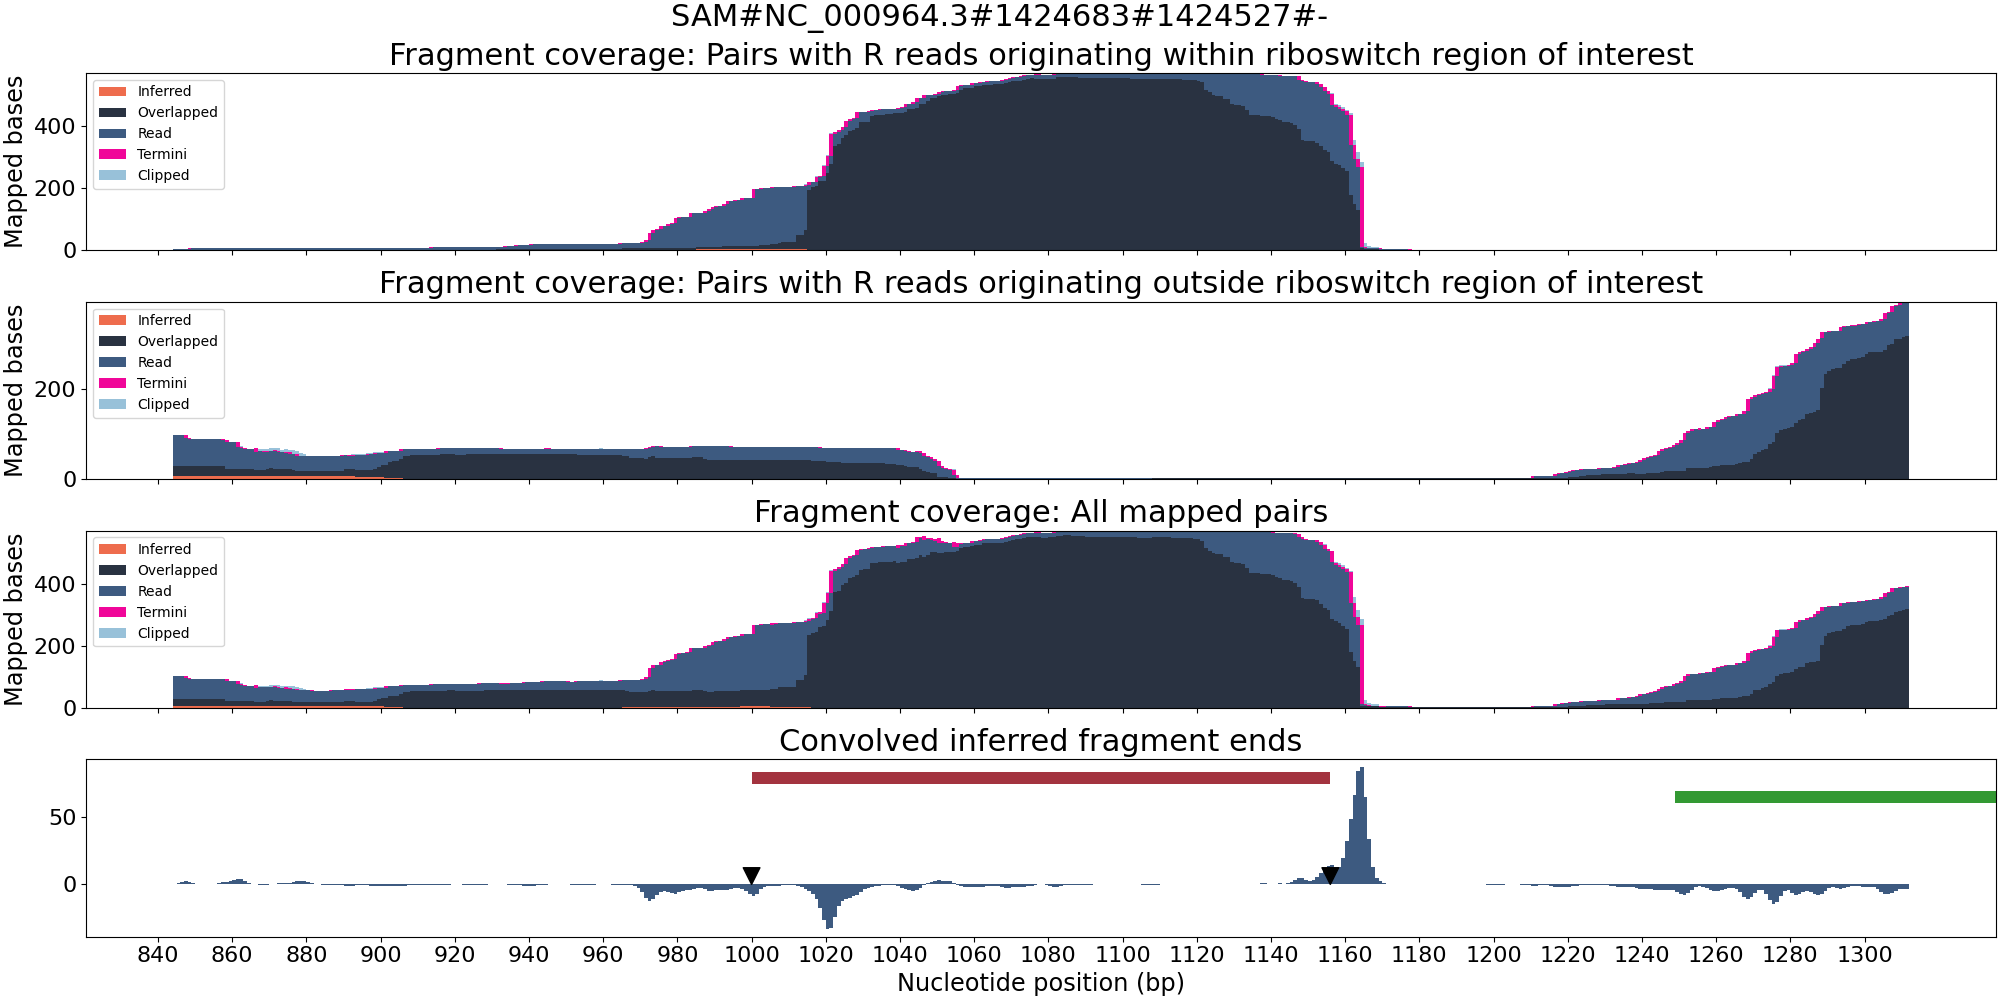 SAM#NC_000964.3#1424683#1424527#-
Fragment coverage: Pairs with R reads originating within riboswitch region of interest
Mapped bases
400
200
0
Inferred
Overlapped
Read
Termini
Clipped
Fragment coverage: Pairs with R reads originating outside riboswitch region of interest
Mapped bases
200
0
Inferred
Overlapped
Read
Termini
Clipped
Fragment coverage: All mapped pairs
Mapped bases
400
200
0
Inferred
Overlapped
Read
Termini
Clipped
Convolved inferred fragment ends
50
0
840 860 880 900 920 940 960 980 1000 1020 1040 1060 1080 1100 1120 1140 1160 1180 1200 1220 1240 1260 1280 1300
Nucleotide position (bp)